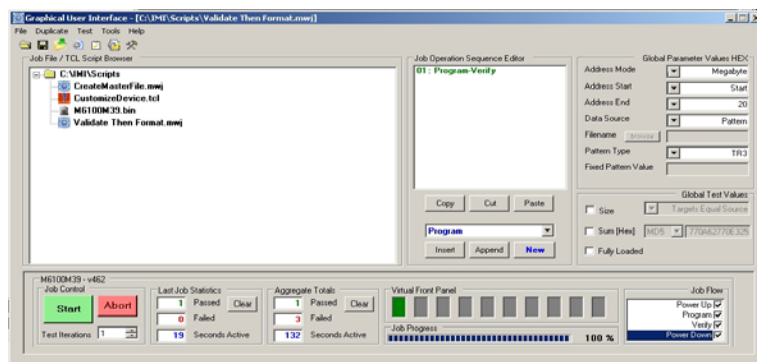 Graphical User Interface - [C:\IMI\Scripts\Validate Then Format.mwj]
File Duplicate Test Tools Help
Job File / TCL Script Browser
C:\IMI\Scripts
CreateMasterFile.mwj
CustomizeDevice.tcl
M6100M39.bin
Validate Then Format.mwj
Job Operation Sequence Editor
01 : Program-Verify
Copy Cut Paste
Program
Insert Append New
Global Parameter Values HEX
Address Mode Megabyte
Address Start Start
Address End 20
Data Source Pattern
Filename browse
Pattern Type TR3
Fixed Pattern Value
Global Test Values
Size Targets Equal Source
Sum [Hex] MD5 770A62770E325
Fully Loaded
M6100M39 - v462
Job Control
Start Abort
Test Iterations 1
Last Job Statistics
1 Passed Clear
0 Failed
19 Seconds Active
Aggregate Totals
1 Passed Clear
3 Failed
132 Seconds Active
Virtual Front Panel
Job Progress
100 %
Job Flow
Power Up
Program
Verify
Power Down